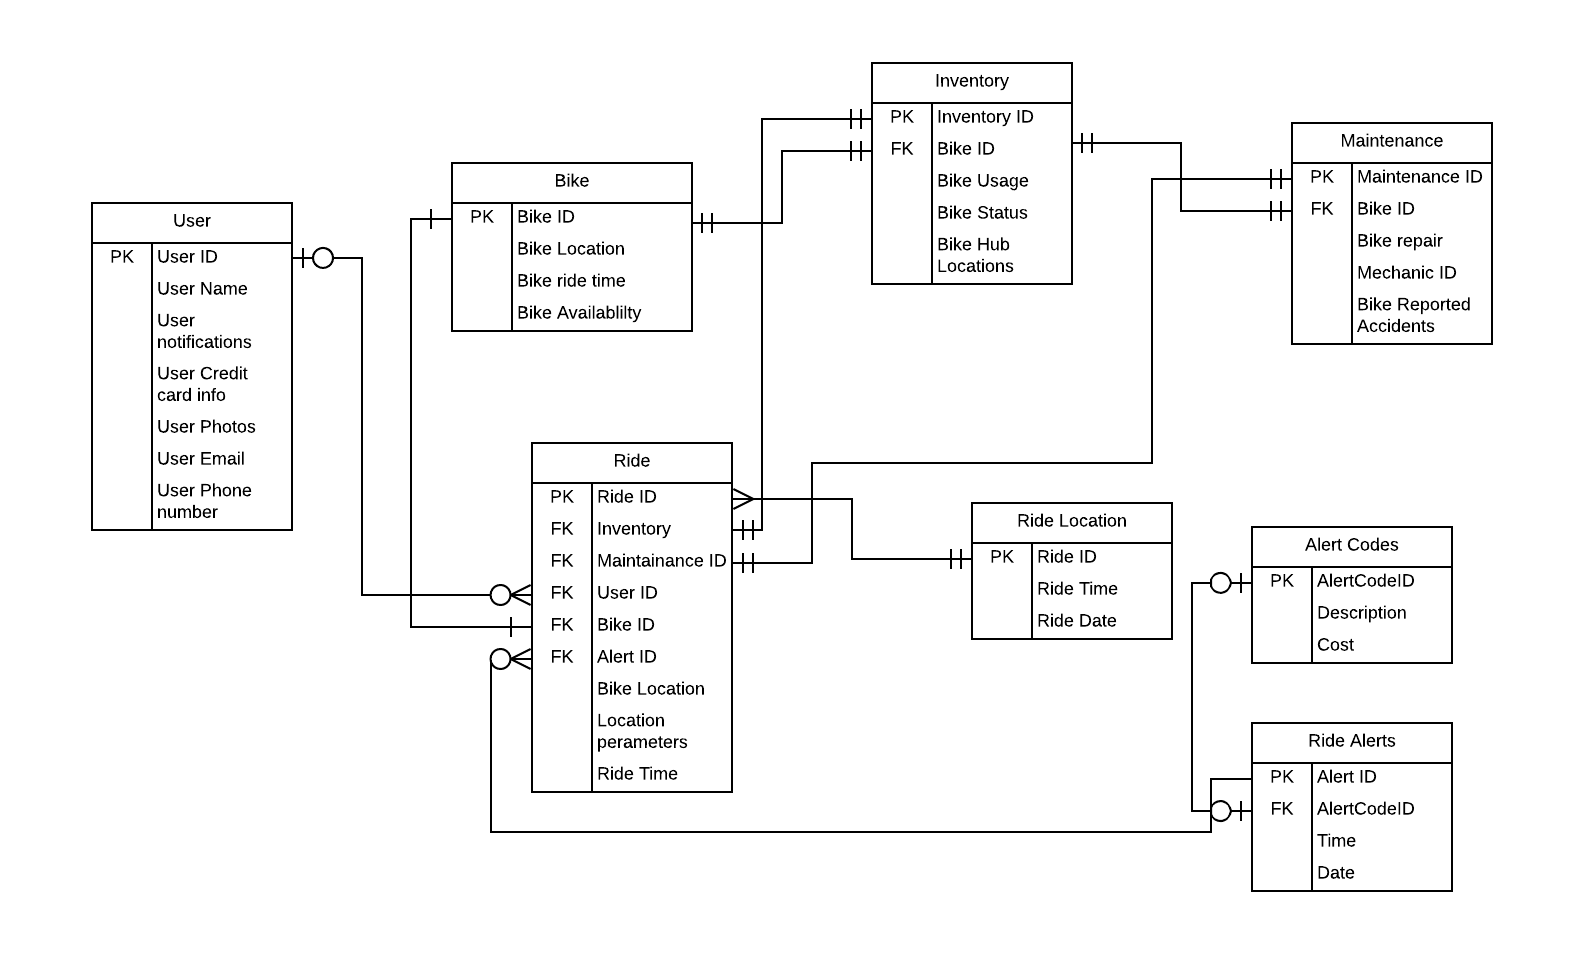 User
PK User ID
User Name
User
notifications
User Credit
card info
User Photos
User Email
User Phone
number
Bike
PK Bike ID
Bike Location
Bike ride time
Bike Availablilty
Inventory
PK Inventory ID
FK Bike ID
Bike Usage
Bike Status
Bike Hub
Locations
Maintenance
PK Maintenance ID
FK Bike ID
Bike repair
Mechanic ID
Bike Reported
Accidents
Ride
PK Ride ID
FK Inventory
FK Maintainance ID
FK User ID
FK Bike ID
FK Alert ID
Bike Location
Location
perameters
Ride Time
Ride Location
PK Ride ID
Ride Time
Ride Date
Alert Codes
PK AlertCodeID
Description
Cost
Ride Alerts
PK Alert ID
FK AlertCodeID
Time
Date